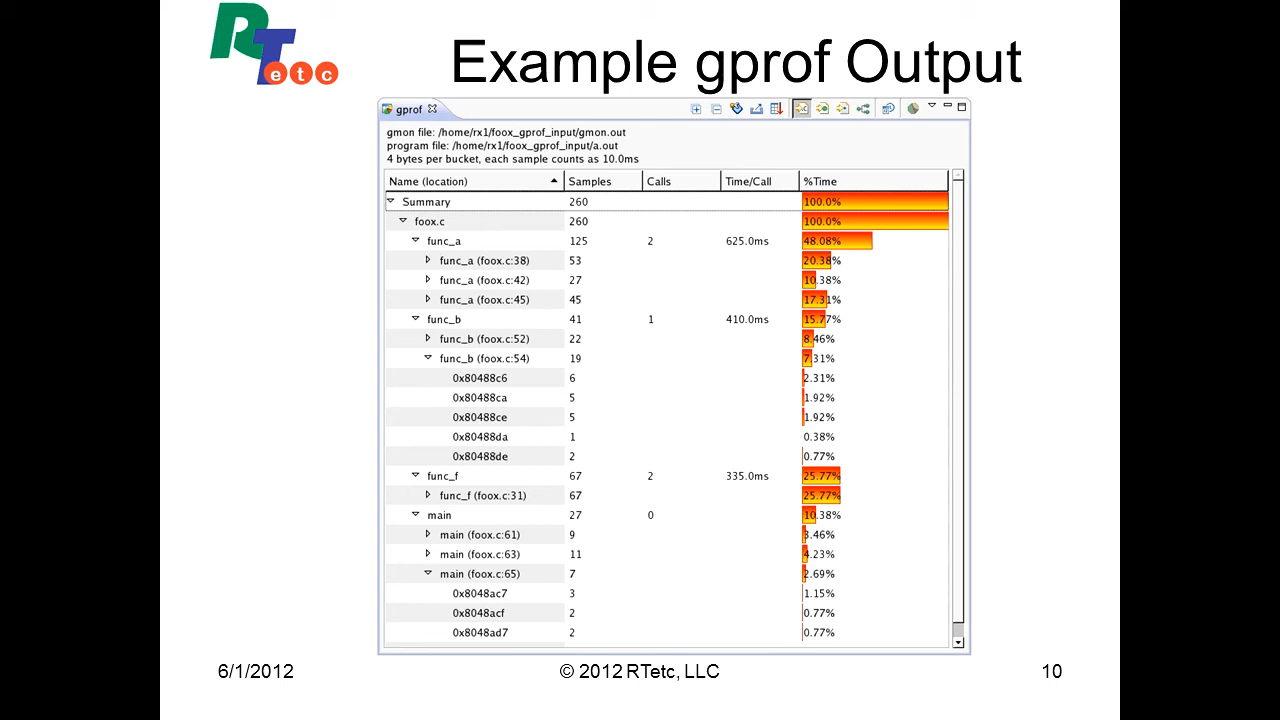 RT etc
Example gprof Output
gprof
gmon file: /home/rx1/foox_gprof_input/gmon.out
program file: /home/rx1/foox_gprof_input/a.out
4 bytes per bucket, each sample counts as 10.0ms
Name (location) Samples Calls Time/Call %Time
Summary 260 100.0%
foox.c 260 100.0%
func_a 125 2 625.0ms 48.08%
func_a (foox.c:38) 53 20.38%
func_a (foox.c:42) 27 10.38%
func_a (foox.c:45) 45 17.31%
func_b 41 1 410.0ms 15.77%
func_b (foox.c:52) 22 8.46%
func_b (foox.c:54) 19 7.31%
0x80488c6 6 2.31%
0x80488ca 5 1.92%
0x80488ce 5 1.92%
0x80488da 1 0.38%
0x80488de 2 0.77%
func_f 67 2 335.0ms 25.77%
func_f (foox.c:31) 67 25.77%
main 27 0 10.38%
main (foox.c:61) 9 3.46%
main (foox.c:63) 11 4.23%
main (foox.c:65) 7 2.69%
0x8048ac7 3 1.15%
0x8048acf 2 0.77%
0x8048ad7 2 0.77%
6/1/2012 © 2012 RTetc, LLC 10